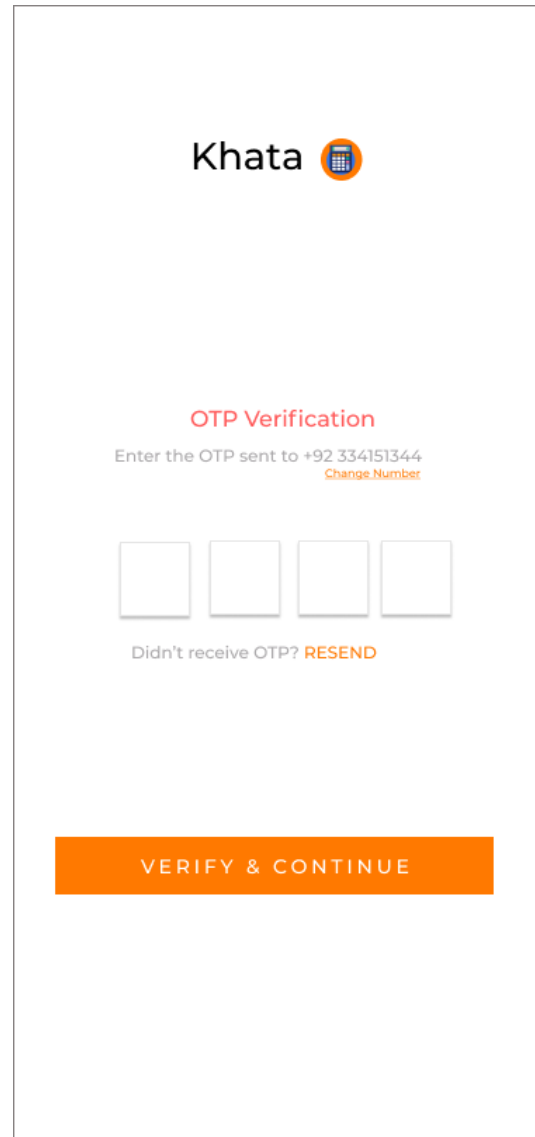 Khata
OTP Verification
Enter the OTP sent to +92 334151344
Change Number
Didn't receive OTP? RESEND
VERIFY & CONTINUE